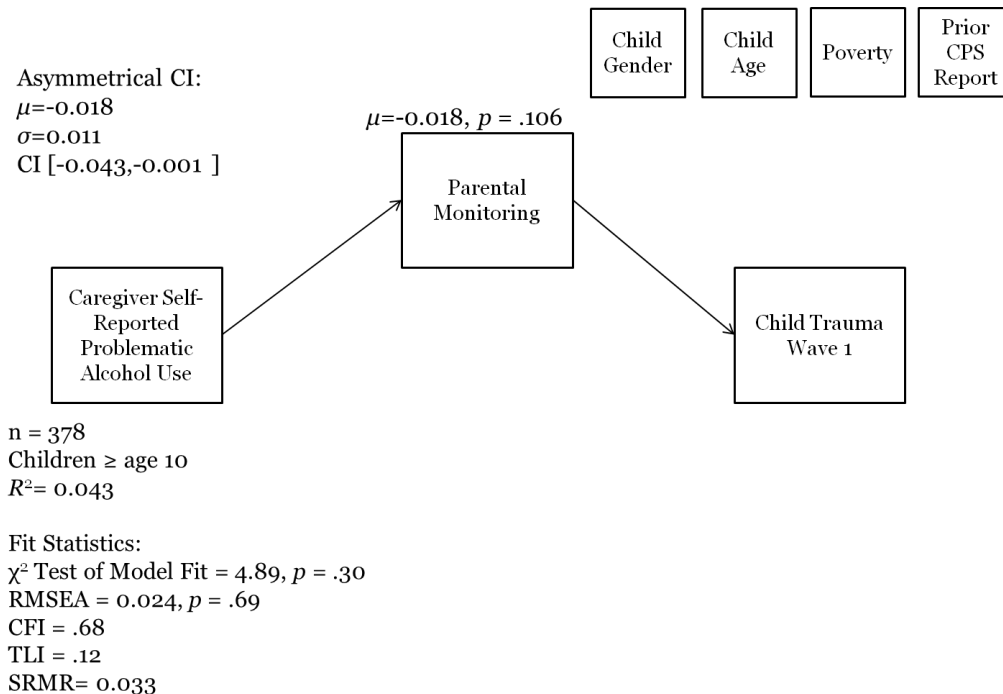 Child
Gender
Child
Age
Poverty
Prior
CPS
Report
Asymmetrical CI:
μ=-0.018
σ=0.011
CI [-0.043,-0.001 ]
μ=-0.018, p = .106
Parental
Monitoring
Caregiver Self-
Reported
Problematic
Alcohol Use
Child Trauma
Wave 1
n = 378
Children ≥ age 10
R²= 0.043
Fit Statistics:
χ² Test of Model Fit = 4.89, p = .30
RMSEA = 0.024, p = .69
CFI = .68
TLI = .12
SRMR= 0.033